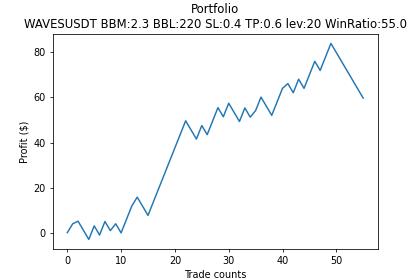 Portfolio
WAVESUSDT BBM:2.3 BBL:220 SL:0.4 TP:0.6 lev:20 WinRatio:55.0
80
60
40
20
0
Profit ($)
0 10 20 30 40 50
Trade counts